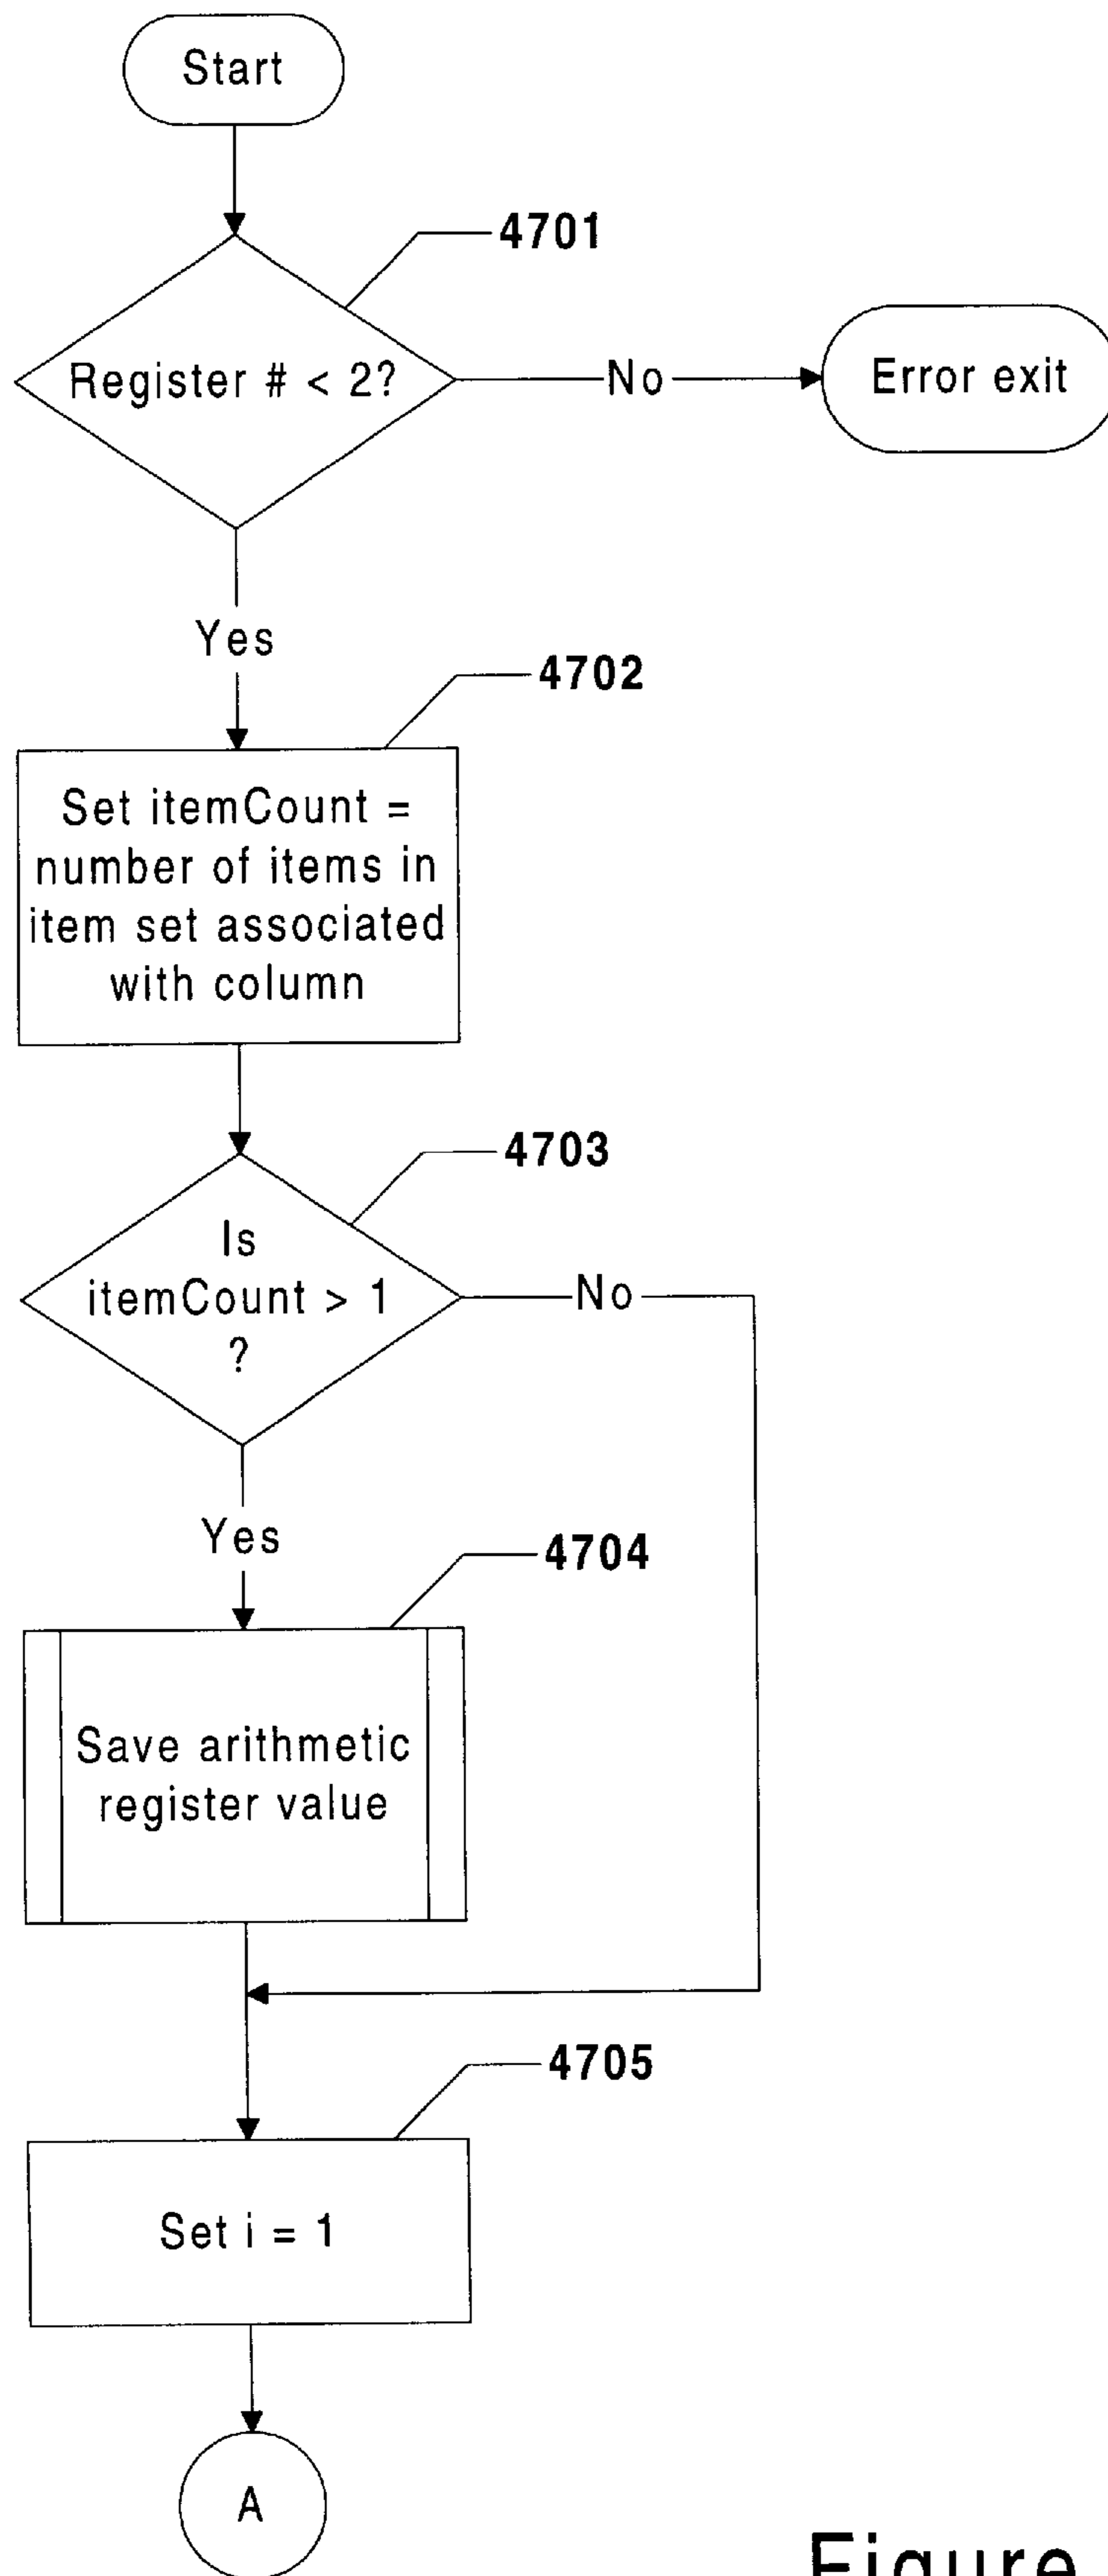 Start
4701
Register # < 2?
No
Error exit
Yes
4702
Set itemCount =
number of items in
item set associated
with column
4703
Is
itemCount > 1
?
No
Yes
4704
Save arithmetic
register value
4705
Set i = 1
A
Figure